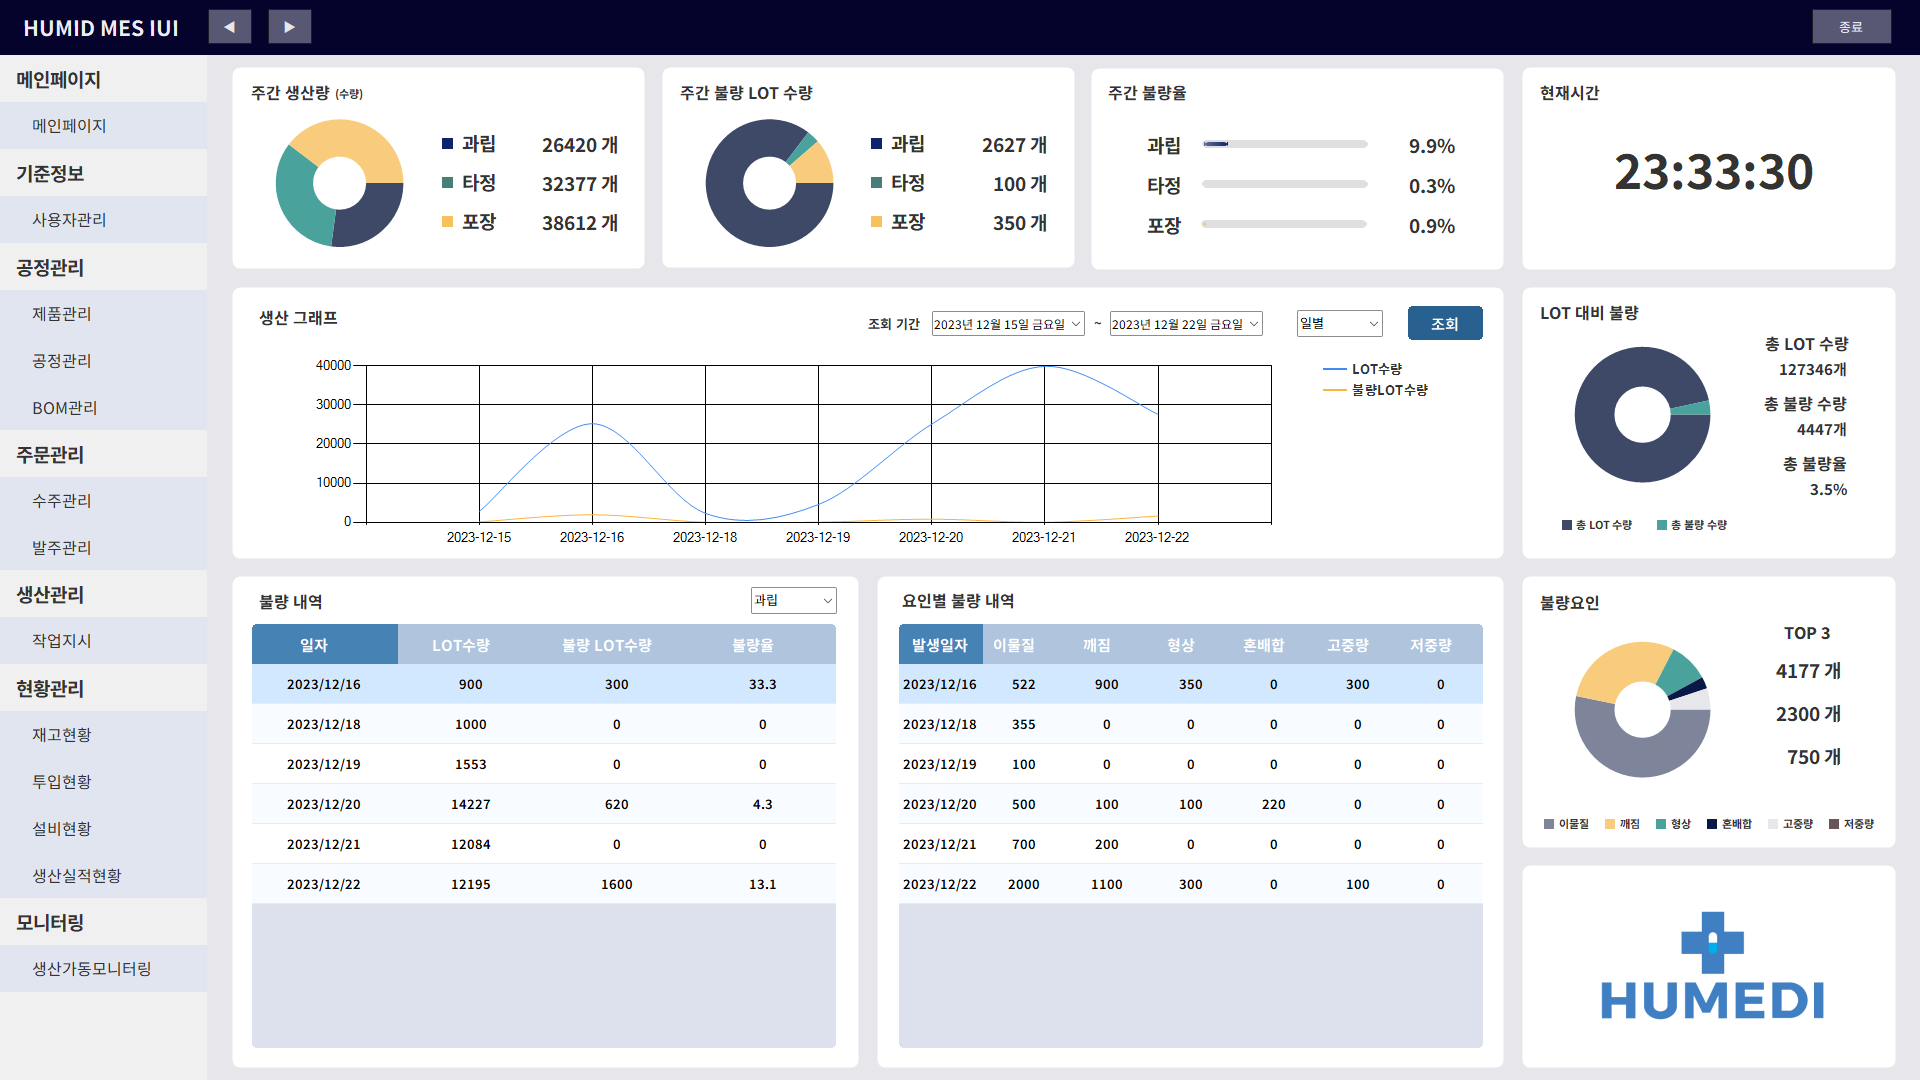 HUMID MES IUI
◀ ▶
종료
메인페이지
메인페이지
기준정보
사용자관리
공정관리
제품관리
공정관리
BOM관리
주문관리
수주관리
발주관리
생산관리
작업지시
현황관리
재고현황
투입현황
설비현황
생산실적현황
모니터링
생산가동모니터링
주간 생산량 (수량)
과립 26420 개
타정 32377 개
포장 38612 개
주간 불량 LOT 수량
과립 2627 개
타정 100 개
포장 350 개
주간 불량율
과립 9.9%
타정 0.3%
포장 0.9%
현재시간
23:33:30
생산 그래프
조회 기간 2023년 12월 15일 금요일 ~ 2023년 12월 22일 금요일 일별 조회
40000
30000
20000
10000
0
2023-12-15 2023-12-16 2023-12-18 2023-12-19 2023-12-20 2023-12-21 2023-12-22
LOT수량
불량LOT수량
LOT 대비 불량
총 LOT 수량
127346개
총 불량 수량
4447개
총 불량율
3.5%
총 LOT 수량 총 불량 수량
불량 내역 과립
일자 LOT수량 불량 LOT수량 불량율
2023/12/16 900 300 33.3
2023/12/18 1000 0 0
2023/12/19 1553 0 0
2023/12/20 14227 620 4.3
2023/12/21 12084 0 0
2023/12/22 12195 1600 13.1
요인별 불량 내역
발생일자 이물질 깨짐 형상 혼배합 고중량 저중량
2023/12/16 522 900 350 0 300 0
2023/12/18 355 0 0 0 0 0
2023/12/19 100 0 0 0 0 0
2023/12/20 500 100 100 220 0 0
2023/12/21 700 200 0 0 0 0
2023/12/22 2000 1100 300 0 100 0
불량요인
TOP 3
4177 개
2300 개
750 개
이물질 깨짐 형상 혼배합 고중량 저중량
HUMEDI